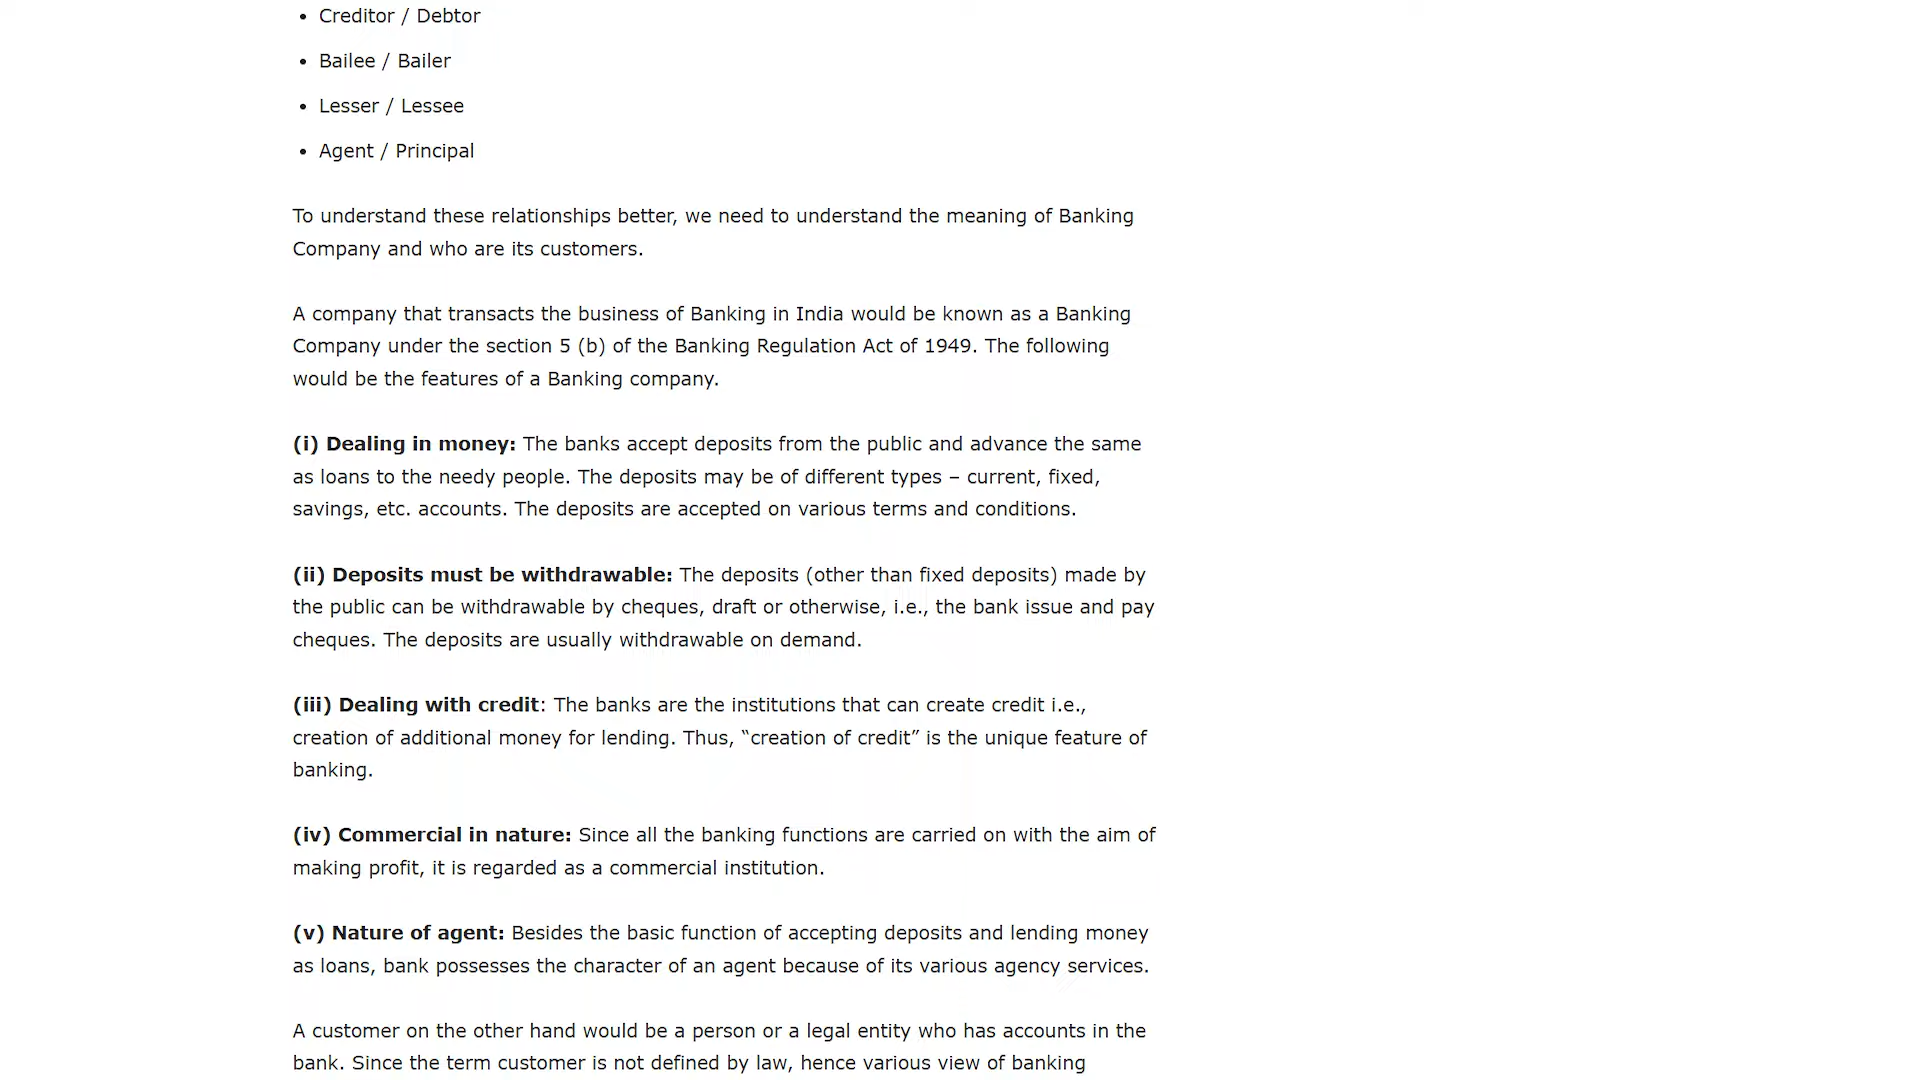 • Creditor / Debtor
• Bailee / Bailer
• Lesser / Lessee
• Agent / Principal
To understand these relationships better, we need to understand the meaning of Banking
Company and who are its customers.
A company that transacts the business of Banking in India would be known as a Banking
Company under the section 5 (b) of the Banking Regulation Act of 1949. The following
would be the features of a Banking company.
(i) Dealing in money: The banks accept deposits from the public and advance the same
as loans to the needy people. The deposits may be of different types – current, fixed,
savings, etc. accounts. The deposits are accepted on various terms and conditions.
(ii) Deposits must be withdrawable: The deposits (other than fixed deposits) made by
the public can be withdrawable by cheques, draft or otherwise, i.e., the bank issue and pay
cheques. The deposits are usually withdrawable on demand.
(iii) Dealing with credit: The banks are the institutions that can create credit i.e.,
creation of additional money for lending. Thus, “creation of credit” is the unique feature of
banking.
(iv) Commercial in nature: Since all the banking functions are carried on with the aim of
making profit, it is regarded as a commercial institution.
(v) Nature of agent: Besides the basic function of accepting deposits and lending money
as loans, bank possesses the character of an agent because of its various agency services.
A customer on the other hand would be a person or a legal entity who has accounts in the
bank. Since the term customer is not defined by law, hence various view of banking